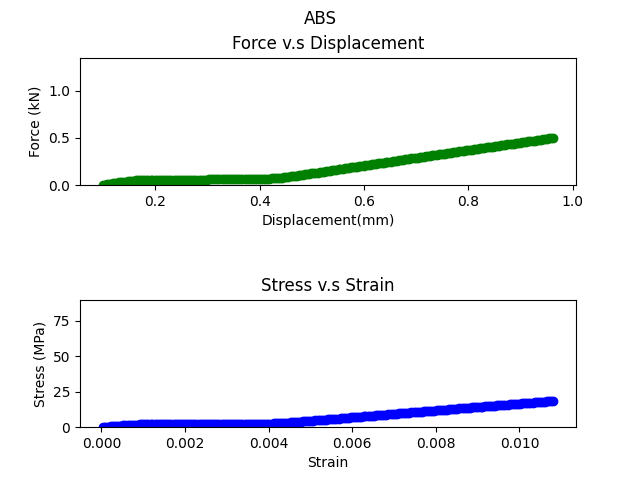 ABS
Force v.s Displacement
1.0
0.5
0.0
Force (kN)
0.2 0.4 0.6 0.8 1.0
Displacement(mm)
Stress v.s Strain
75
50
25
0
Stress (MPa)
0.000 0.002 0.004 0.006 0.008 0.010
Strain